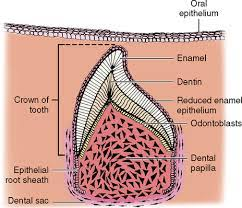 Oral
epithelium
Enamel
Dentin
Crown of
tooth
Reduced enamel
epithelium
Odontoblasts
Dental
papilla
Epithelial
root sheath
Dental sac